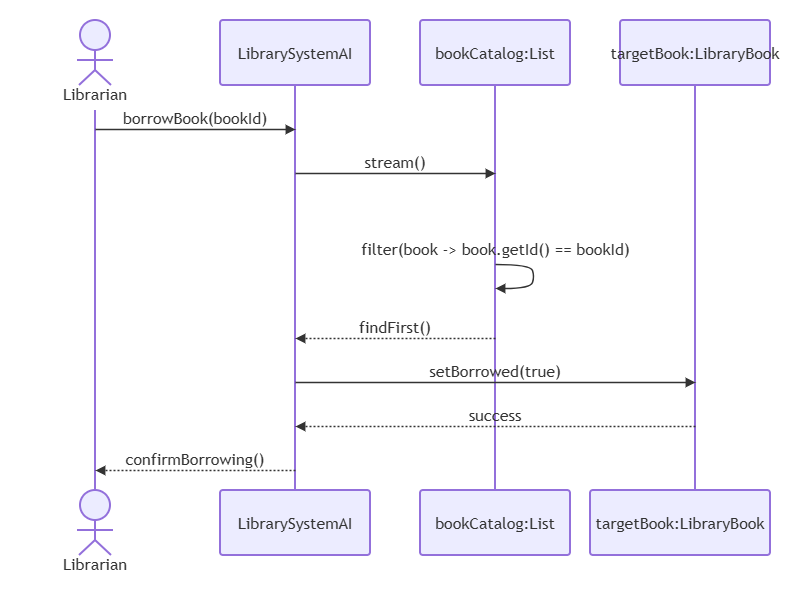 Librarian
LibrarySystemAI
bookCatalog:List
targetBook:LibraryBook
borrowBook(bookId)
stream()
filter(book -> book.getId() == bookId)
findFirst()
setBorrowed(true)
success
confirmBorrowing()
Librarian
LibrarySystemAI
bookCatalog:List
targetBook:LibraryBook